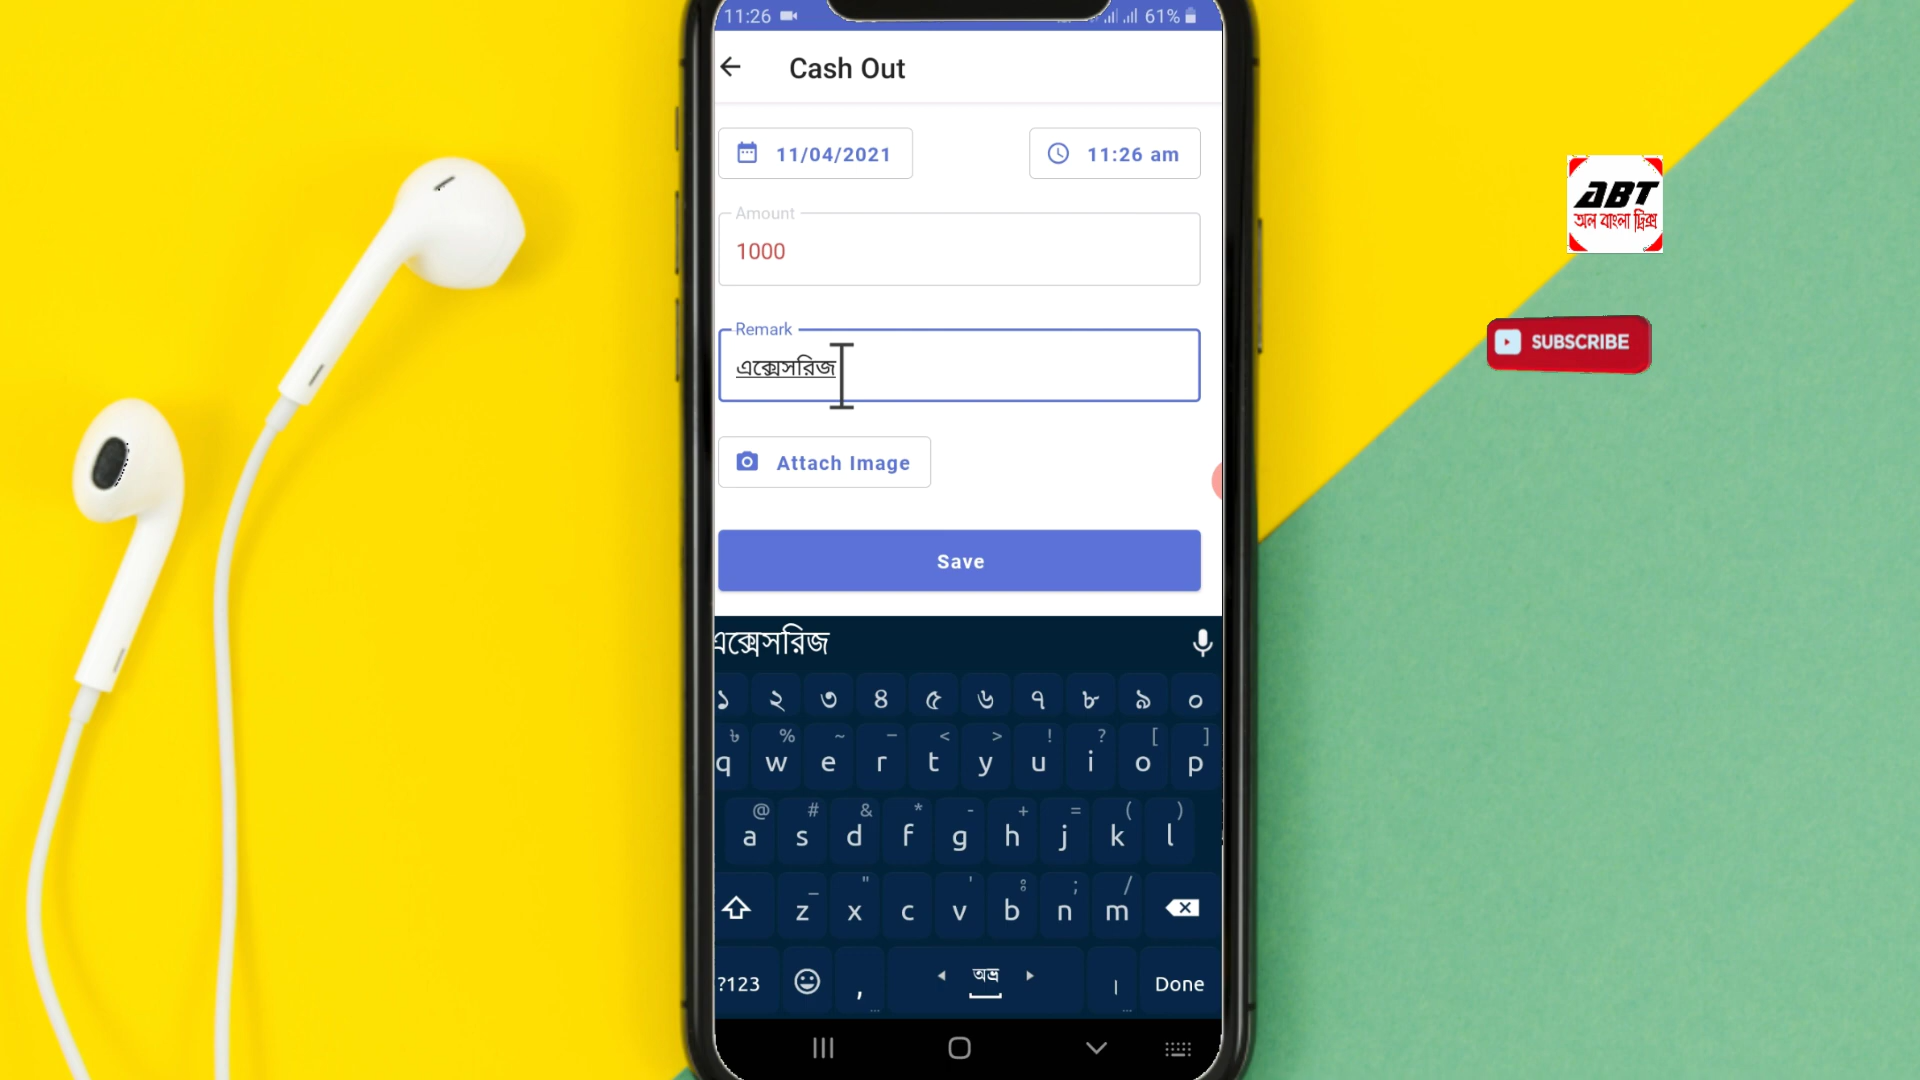 11:26 61%
Cash Out
11/04/2021 11:26 am
Amount
1000
Remark
এক্সেসরিজ
Attach Image
Save
এক্সেসরিজ
১ ২ ৩ ৪ ৫ ৬ ৭ ৮ ৯ ০
৳ % ~ – < > ! ? [ ]
q w e r t y u i o p
@ # & * - + = ( )
a s d f g h j k l
_ " ' ঃ ; /
z x c v b n m
?123 , অভ্র । Done
ABT
অল বাংলা ট্রিক্স
SUBSCRIBE